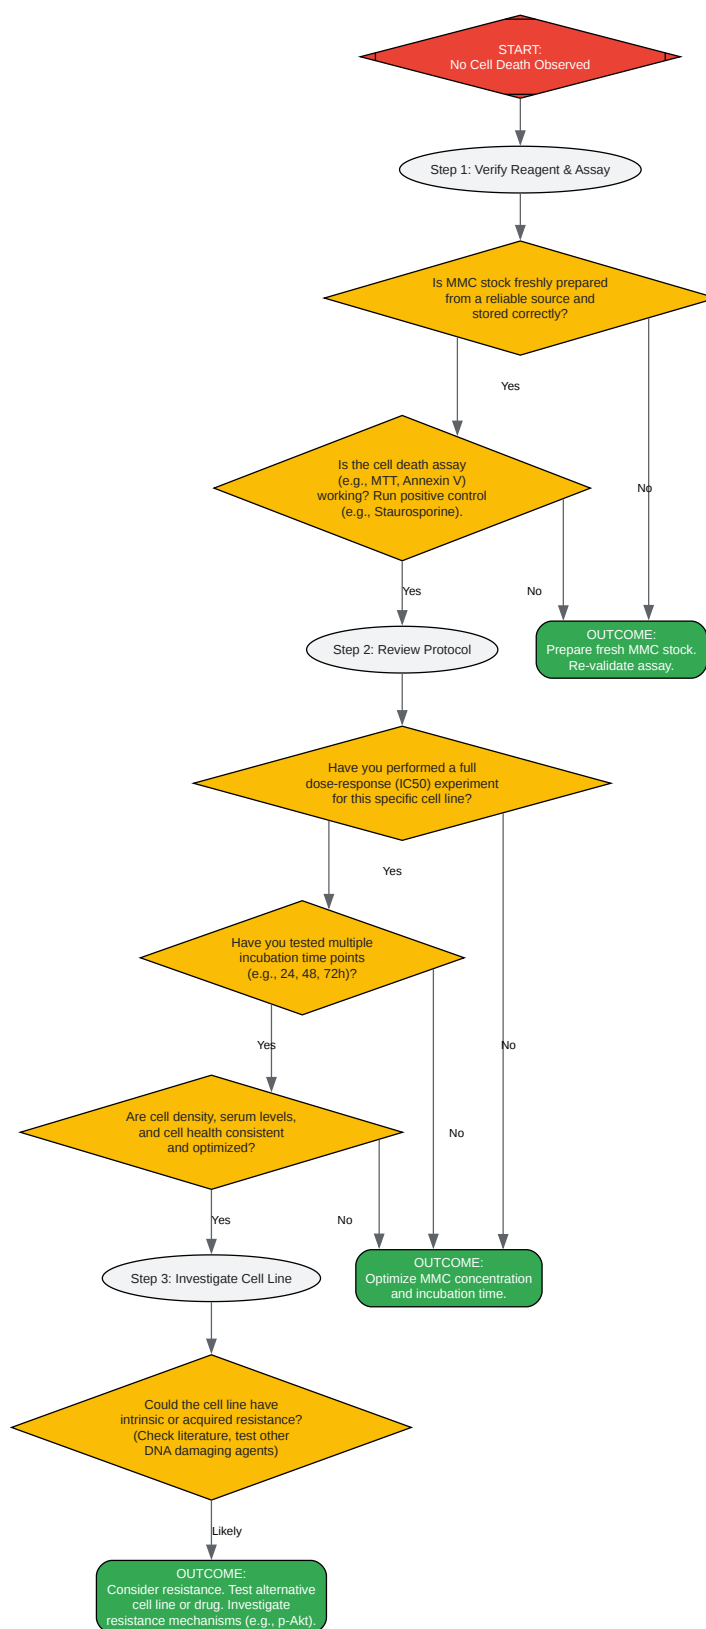 START:
No Cell Death Observed
Step 1: Verify Reagent & Assay
Is MMC stock freshly prepared
from a reliable source and
stored correctly?
Yes
Is the cell death assay
(e.g., MTT, Annexin V)
working? Run positive control
(e.g., Staurosporine).
No
Yes
No
OUTCOME:
Prepare fresh MMC stock.
Re-validate assay.
Step 2: Review Protocol
Have you performed a full
dose-response (IC50) experiment
for this specific cell line?
Yes
Have you tested multiple
incubation time points
(e.g., 24, 48, 72h)?
Yes
No
Are cell density, serum levels,
and cell health consistent
and optimized?
No
Yes
No
Step 3: Investigate Cell Line
OUTCOME:
Optimize MMC concentration
and incubation time.
Could the cell line have
intrinsic or acquired resistance?
(Check literature, test other
DNA damaging agents)
Likely
OUTCOME:
Consider resistance. Test alternative
cell line or drug. Investigate
resistance mechanisms (e.g., p-Akt).